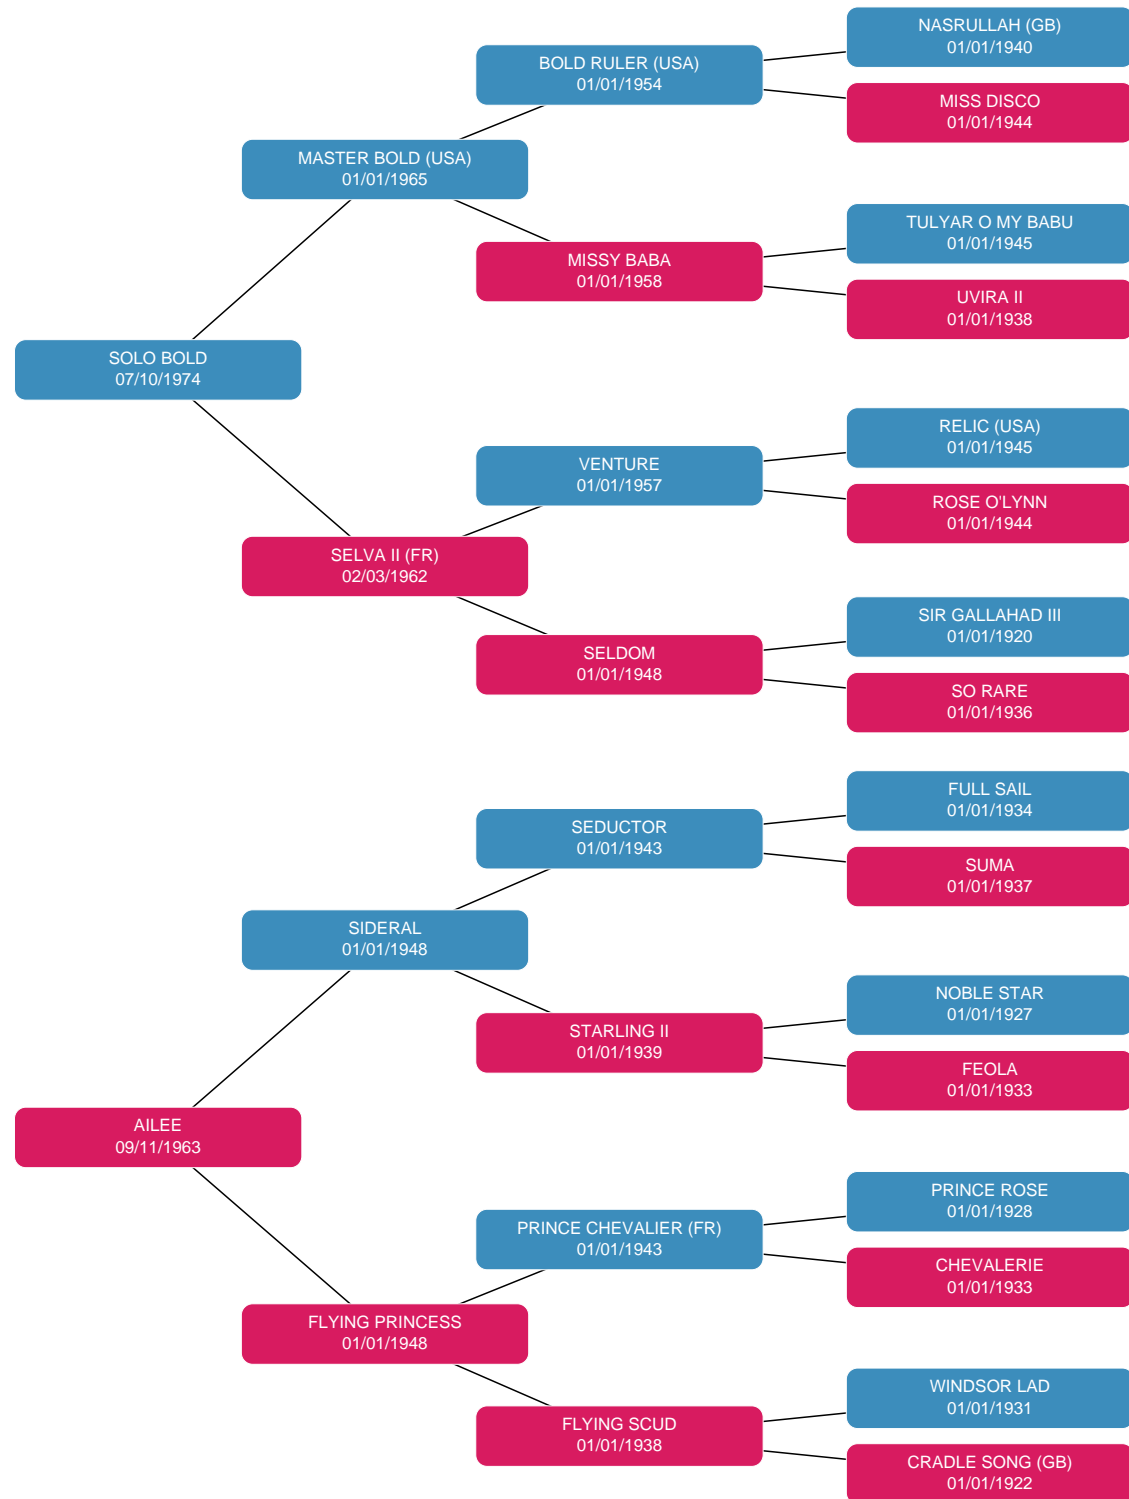 NASRULLAH (GB)
01/01/1940
BOLD RULER (USA)
01/01/1954
MISS DISCO
01/01/1944
MASTER BOLD (USA)
01/01/1965
TULYAR O MY BABU
01/01/1945
MISSY BABA
01/01/1958
UVIRA II
01/01/1938
SOLO BOLD
07/10/1974
RELIC (USA)
01/01/1945
VENTURE
01/01/1957
ROSE O'LYNN
01/01/1944
SELVA II (FR)
02/03/1962
SIR GALLAHAD III
01/01/1920
SELDOM
01/01/1948
SO RARE
01/01/1936
FULL SAIL
01/01/1934
SEDUCTOR
01/01/1943
SUMA
01/01/1937
SIDERAL
01/01/1948
NOBLE STAR
01/01/1927
STARLING II
01/01/1939
FEOLA
01/01/1933
AILEE
09/11/1963
PRINCE ROSE
01/01/1928
PRINCE CHEVALIER (FR)
01/01/1943
CHEVALERIE
01/01/1933
FLYING PRINCESS
01/01/1948
WINDSOR LAD
01/01/1931
FLYING SCUD
01/01/1938
CRADLE SONG (GB)
01/01/1922